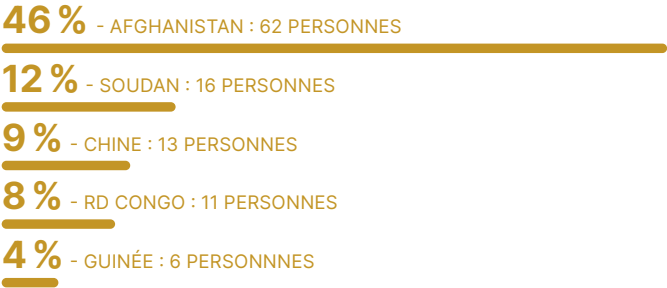 46 % - AFGHANISTAN : 62 PERSONNES
12 % - SOUDAN : 16 PERSONNES
9 % - CHINE : 13 PERSONNES
8 % - RD CONGO : 11 PERSONNES
4 % - GUINÉE : 6 PERSONNNES